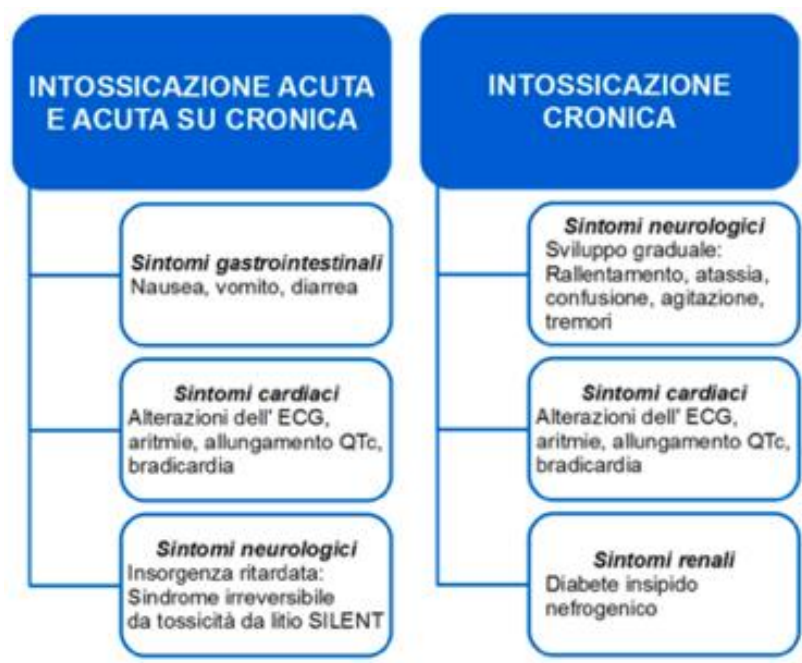 INTOSSICAZIONE ACUTA
E ACUTA SU CRONICA
Sintomi gastrointestinali
Nausea, vomito, diarrea
Sintomi cardiaci
Alterazioni dell' ECG,
aritmie, allungamento QTc,
bradicardia
Sintomi neurologici
Insorgenza ritardata:
Sindrome irreversibile
da tossicità da litio SILENT
INTOSSICAZIONE
CRONICA
Sintomi neurologici
Sviluppo graduale:
Rallentamento, atassia,
confusione, agitazione,
tremori
Sintomi cardiaci
Alterazioni dell' ECG,
aritmie, allungamento QTc,
bradicardia
Sintomi renali
Diabete insipido
nefrogenico